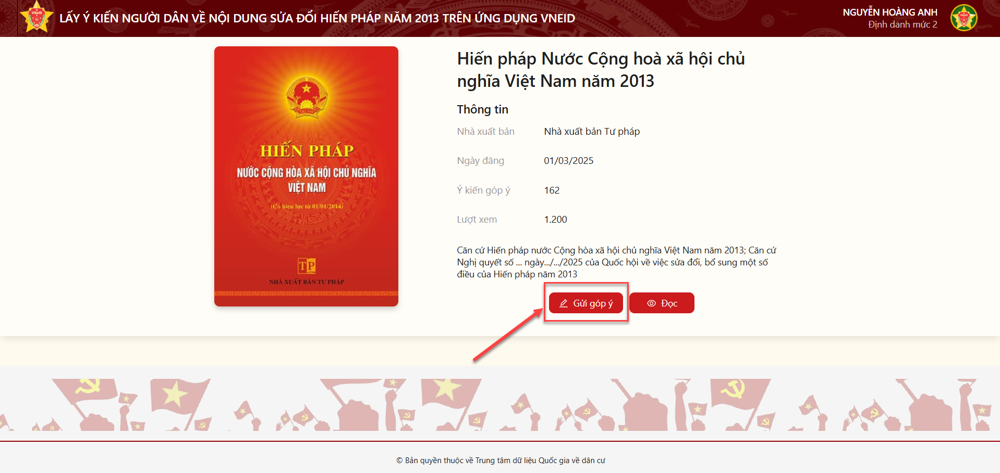 VNeID
LẤY Ý KIẾN NGƯỜI DÂN VỀ NỘI DUNG SỬA ĐỔI HIẾN PHÁP NĂM 2013 TRÊN ỨNG DỤNG VNEID
NGUYỄN HOÀNG ANH
Định danh mức 2
HIẾN PHÁP
NƯỚC CỘNG HÒA XÃ HỘI CHỦ NGHĨA
VIỆT NAM
(Có hiệu lực từ 01/01/2014)
TP
NHÀ XUẤT BẢN TƯ PHÁP
Hiến pháp Nước Cộng hoà xã hội chủ
nghĩa Việt Nam năm 2013
Thông tin
Nhà xuất bản Nhà xuất bản Tư pháp
Ngày đăng 01/03/2025
Ý kiến góp ý 162
Lượt xem 1.200
Căn cứ Hiến pháp nước Cộng hòa xã hội chủ nghĩa Việt Nam năm 2013; Căn cứ
Nghị quyết số ... ngày.../.../2025 của Quốc hội về việc sửa đổi, bổ sung một số
điều của Hiến pháp năm 2013
Gửi góp ý Đọc
© Bản quyền thuộc về Trung tâm dữ liệu Quốc gia về dân cư